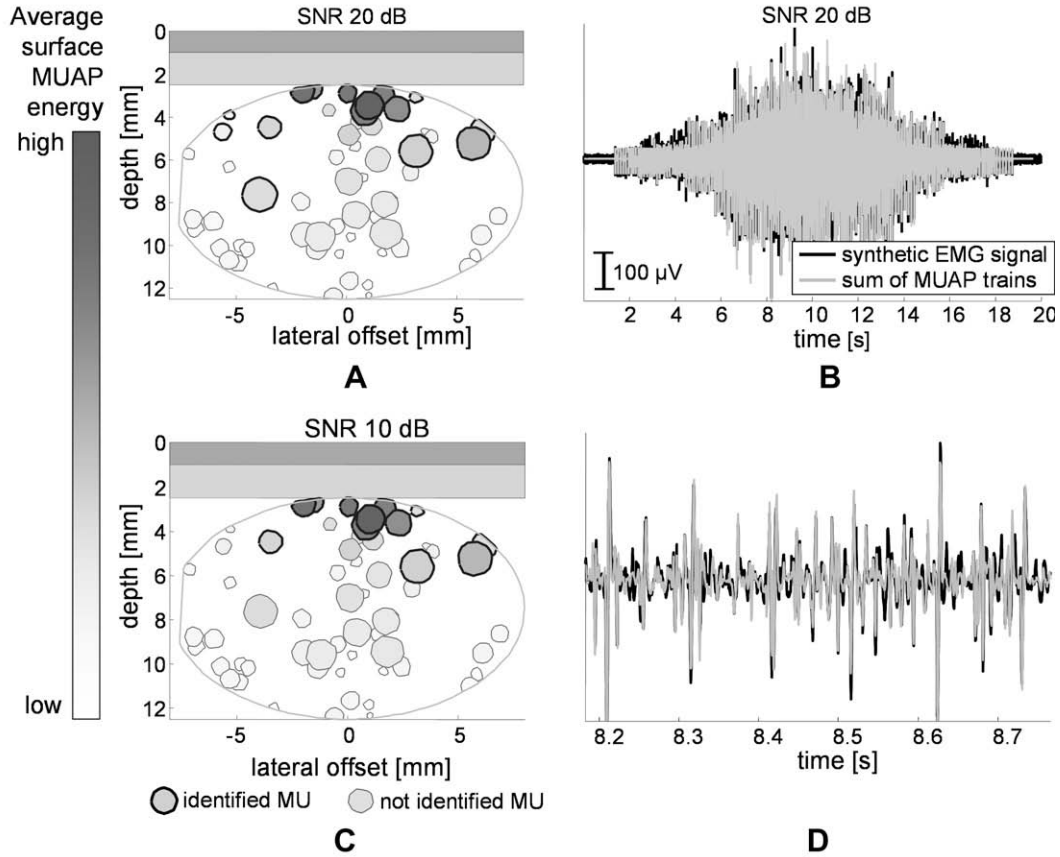 Average
surface
MUAP
energy
high
low
SNR 20 dB
0
2
4
6
8
10
12
depth [mm]
-5 0 5
lateral offset [mm]
A
SNR 20 dB
100 µV
synthetic EMG signal
sum of MUAP trains
2 4 6 8 10 12 14 16 18 20
time [s]
B
SNR 10 dB
0
2
4
6
8
10
12
depth [mm]
-5 0 5
lateral offset [mm]
identified MU not identified MU
C
8.2 8.3 8.4 8.5 8.6 8.7
time [s]
D